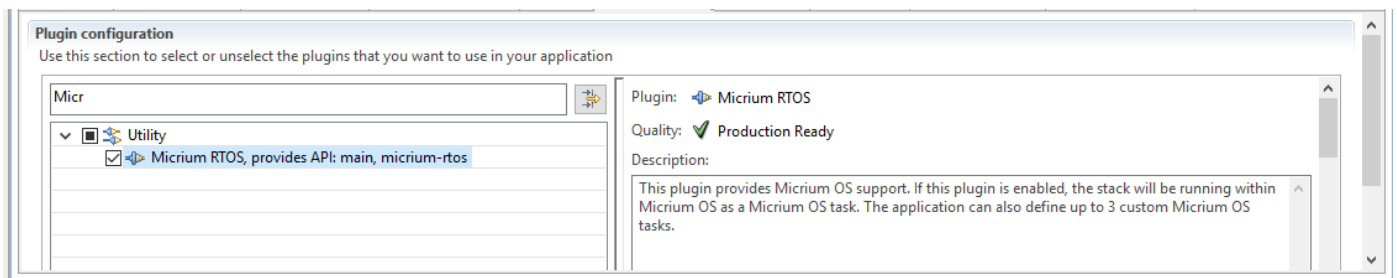 Plugin configuration
Use this section to select or unselect the plugins that you want to use in your application
Micr
Utility
Micrium RTOS, provides API: main, micrium-rtos
Plugin: Micrium RTOS
Quality: Production Ready
Description:
This plugin provides Micrium OS support. If this plugin is enabled, the stack will be running within
Micrium OS as a Micrium OS task. The application can also define up to 3 custom Micrium OS
tasks.